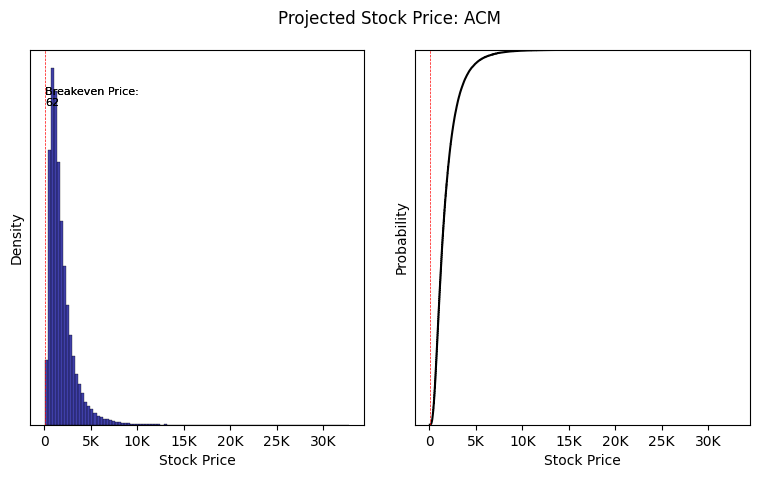 Projected Stock Price: ACM
Breakeven Price:
62
Density
0
5K
10K
15K
20K
25K
30K
Stock Price
Probability
0
5K
10K
15K
20K
25K
30K
Stock Price